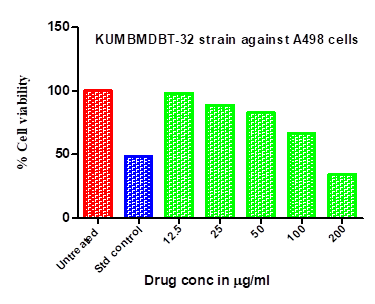 KUMBMDBT-32 strain against A498 cells
% Cell viability
150
100
50
0
Untreated
Std control
12.5
25
50
100
200
Drug conc in µg/ml